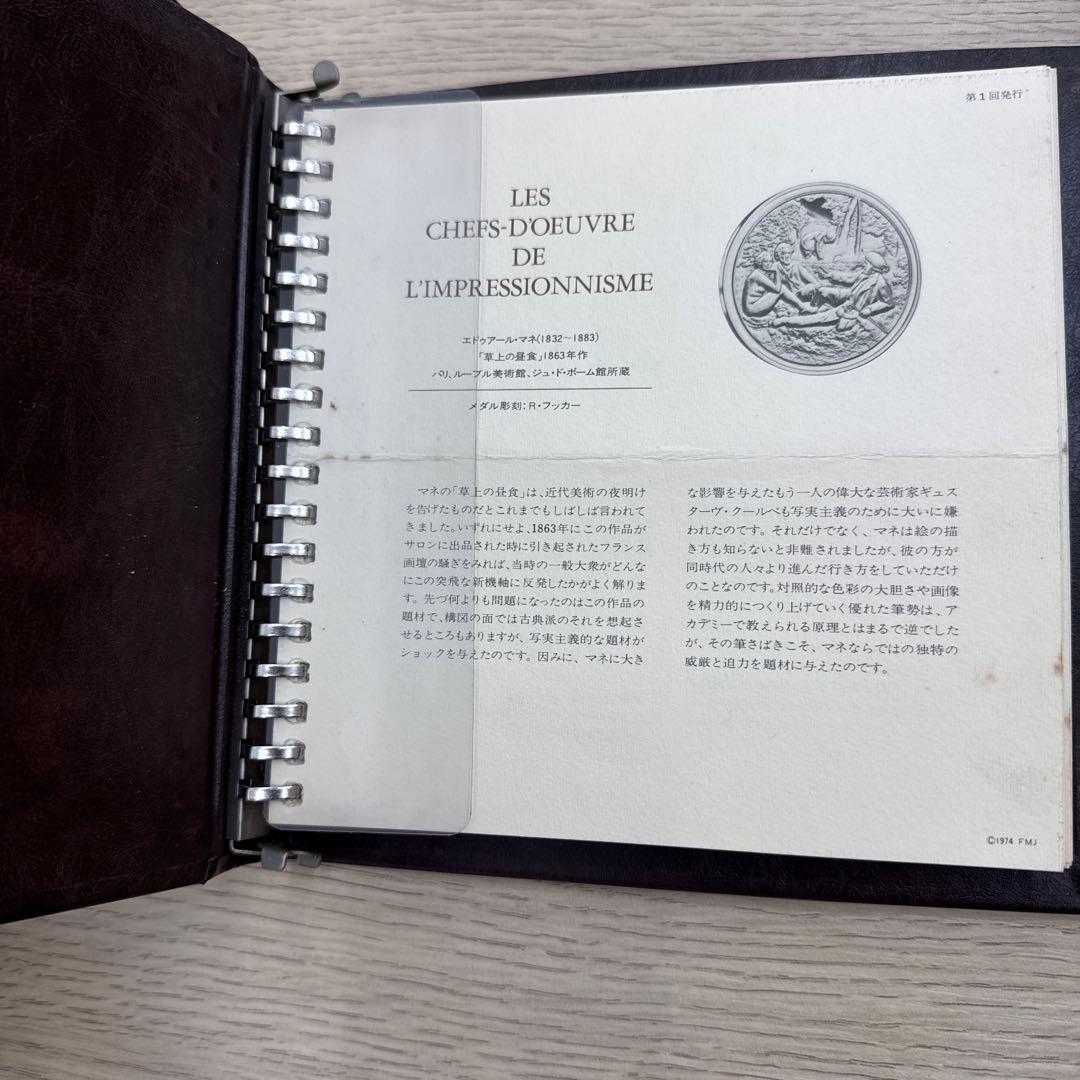 第1回発行
LES
CHEFS-D'OEUVRE
DE
L'IMPRESSIONNISME
エドゥアール・マネ(1832〜1883)
「草上の昼食」1863年作
パリ、ルーブル美術館、ジュ・ド・ポーム館所蔵
メダル彫刻：R・フッカー
マネの「草上の昼食」は、近代美術の夜明け
を告げたものだとこれまでもしばしば言われて
きました。いずれにせよ、1863年にこの作品が
サロンに出品された時に引き起されたフランス
画壇の騒ぎをみれば、当時の一般大衆がどんな
にこの突飛な新機軸に反発したかがよく解りま
す。先づ何よりも問題になったのはこの作品の
題材で、構図の面では古典派のそれを想起さ
せるところもありますが、写実主義的な題材が
ショックを与えたのです。因みに、マネに大き
な影響を与えたもう一人の偉大な芸術家ギュス
ターヴ・クールベも写実主義のために大いに嫌
われたのです。それだけでなく、マネは絵の描
き方も知らないと非難されましたが、彼の方が
同時代の人々より進んだ行き方をしていただけ
のことなのです。対照的な色彩の大胆さや画像
を精力的につくり上げていく優れた筆勢は、ア
カデミーで教えられる原理とはまるで逆でした
が、その筆さばきこそ、マネならではの独特の
威厳と迫力を題材に与えたのです。
©1974 FMJ